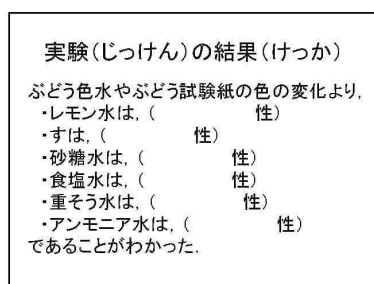 実験(じっけん)の結果(けっか)
ぶどう色水やぶどう試験紙の色の変化より,
・レモン水は,(　　　　　性)
・すは,(　　　　性)
・砂糖水は,(　　　　性)
・食塩水は,(　　　　性)
・重そう水は,(　　　　性)
・アンモニア水は,(　　　　性)
であることがわかった.